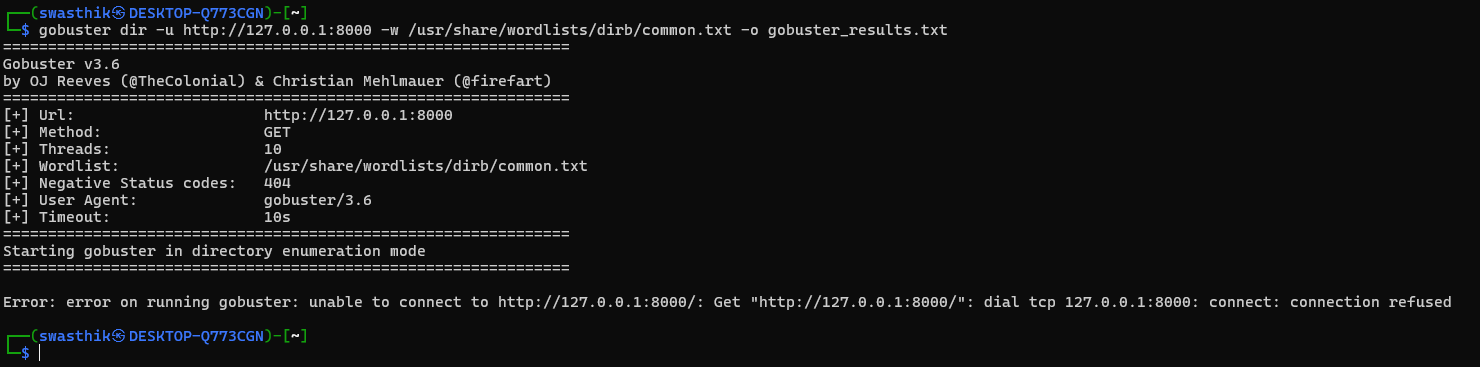 ┌──(swasthik㉿DESKTOP-Q773CGN)-[~]
└─$ gobuster dir -u http://127.0.0.1:8000 -w /usr/share/wordlists/dirb/common.txt -o gobuster_results.txt
===============================================================
Gobuster v3.6
by OJ Reeves (@TheColonial) & Christian Mehlmauer (@firefart)
===============================================================
[+] Url:                     http://127.0.0.1:8000
[+] Method:                  GET
[+] Threads:                 10
[+] Wordlist:                /usr/share/wordlists/dirb/common.txt
[+] Negative Status codes:   404
[+] User Agent:              gobuster/3.6
[+] Timeout:                 10s
===============================================================
Starting gobuster in directory enumeration mode
===============================================================
Error: error on running gobuster: unable to connect to http://127.0.0.1:8000/: Get "http://127.0.0.1:8000/": dial tcp 127.0.0.1:8000: connect: connection refused
┌──(swasthik㉿DESKTOP-Q773CGN)-[~]
└─$